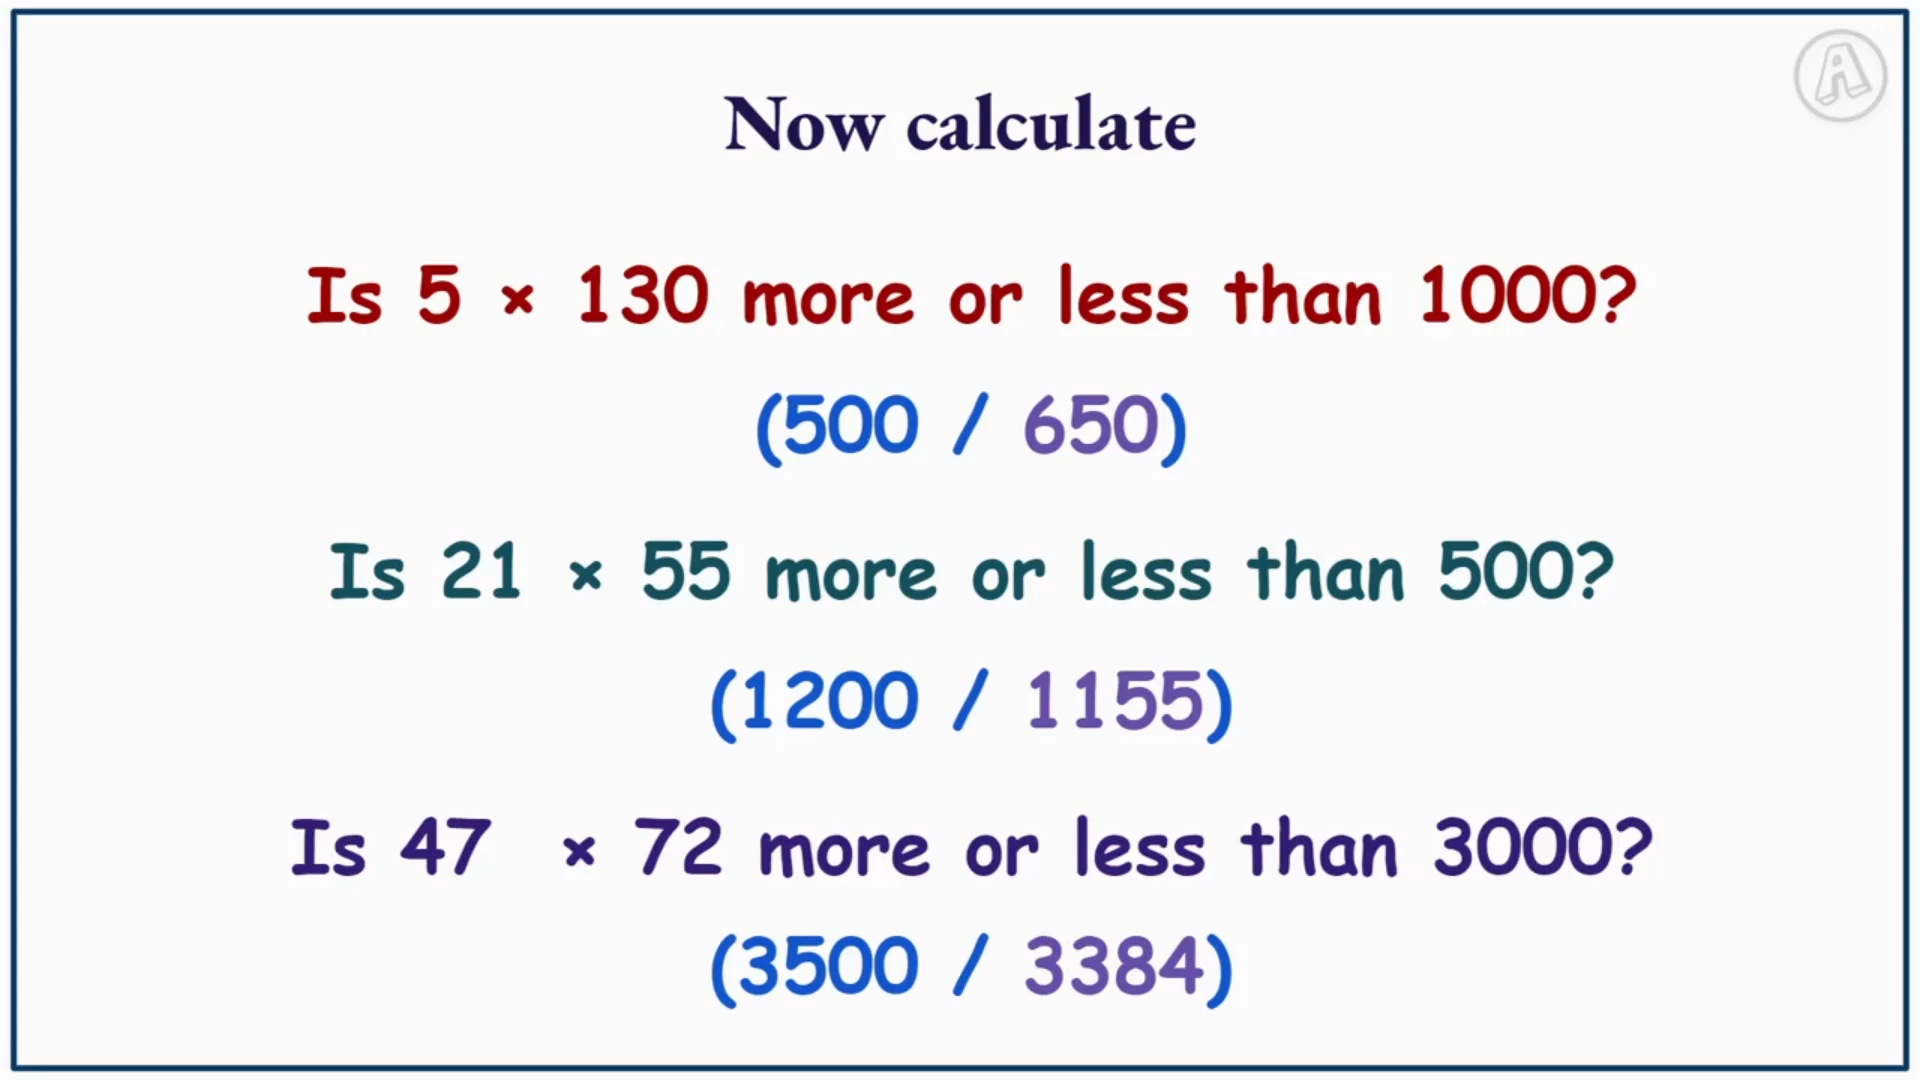 Now calculate
Is 5 × 130 more or less than 1000?
(500 / 650)
Is 21 × 55 more or less than 500?
(1200 / 1155)
Is 47 × 72 more or less than 3000?
(3500 / 3384)
A